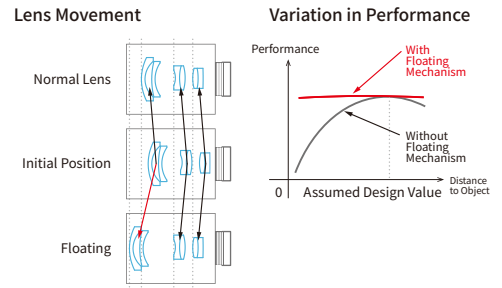 Lens Movement
Normal Lens
Initial Position
Floating
Variation in Performance
Performance
With
Floating
Mechanism
Without
Floating
Mechanism
0
Assumed Design Value
Distance
to Object